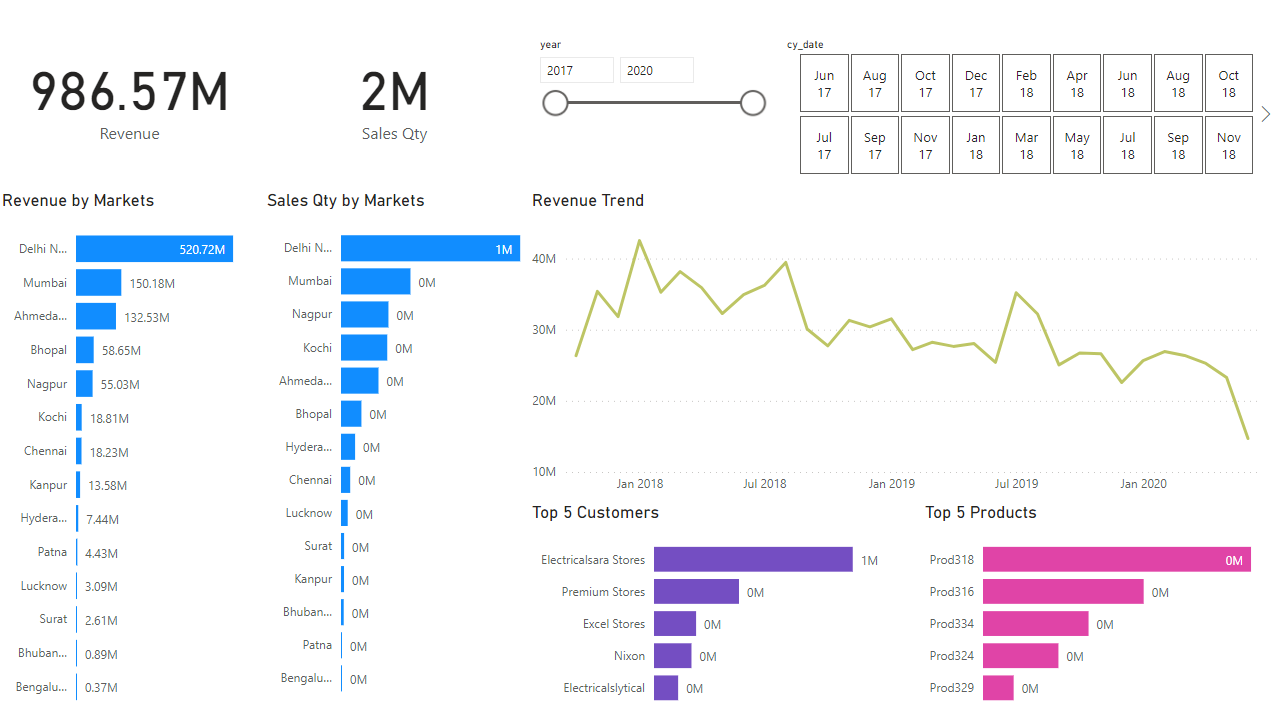 986.57M
Revenue
2M
Sales Qty
year
2017 2020
cy_date
Jun 17 Aug 17 Oct 17 Dec 17 Feb 18 Apr 18 Jun 18 Aug 18 Oct 18
Jul 17 Sep 17 Nov 17 Jan 18 Mar 18 May 18 Jul 18 Sep 18 Nov 18
Revenue by Markets
Delhi N... 520.72M
Mumbai 150.18M
Ahmeda... 132.53M
Bhopal 58.65M
Nagpur 55.03M
Kochi 18.81M
Chennai 18.23M
Kanpur 13.58M
Hydera... 7.44M
Patna 4.43M
Lucknow 3.09M
Surat 2.61M
Bhuban... 0.89M
Bengalu... 0.37M
Sales Qty by Markets
Delhi N... 1M
Mumbai 0M
Nagpur 0M
Kochi 0M
Ahmeda... 0M
Bhopal 0M
Hydera... 0M
Chennai 0M
Lucknow 0M
Surat 0M
Kanpur 0M
Bhuban... 0M
Patna 0M
Bengalu... 0M
Revenue Trend
40M
30M
20M
10M
Jan 2018 Jul 2018 Jan 2019 Jul 2019 Jan 2020
Top 5 Customers
Electricalsara Stores 1M
Premium Stores 0M
Excel Stores 0M
Nixon 0M
Electricalslytical 0M
Top 5 Products
Prod318 0M
Prod316 0M
Prod334 0M
Prod324 0M
Prod329 0M